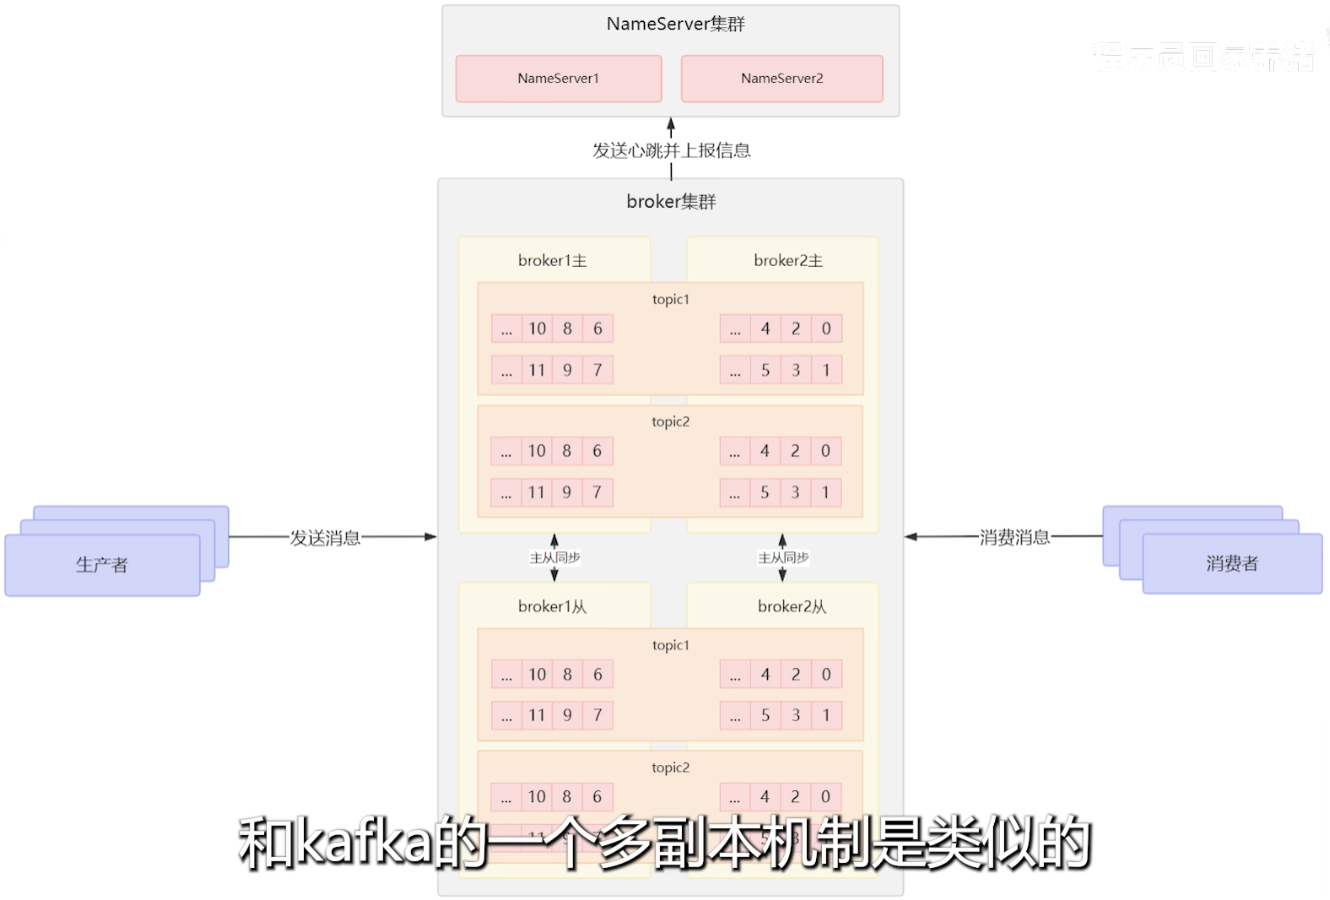 NameServer集群
程序员回家养猪
NameServer1
NameServer2
发送心跳并上报信息
broker集群
broker1主
broker2主
topic1
... 10 8 6
... 4 2 0
... 11 9 7
... 5 3 1
topic2
... 10 8 6
... 4 2 0
... 11 9 7
... 5 3 1
生产者
发送消息
消费消息
消费者
主从同步
主从同步
broker1从
broker2从
topic1
... 10 8 6
... 4 2 0
... 11 9 7
... 5 3 1
topic2
... 10 8 6
... 4 2 0
和kafka的一个多副本机制是类似的